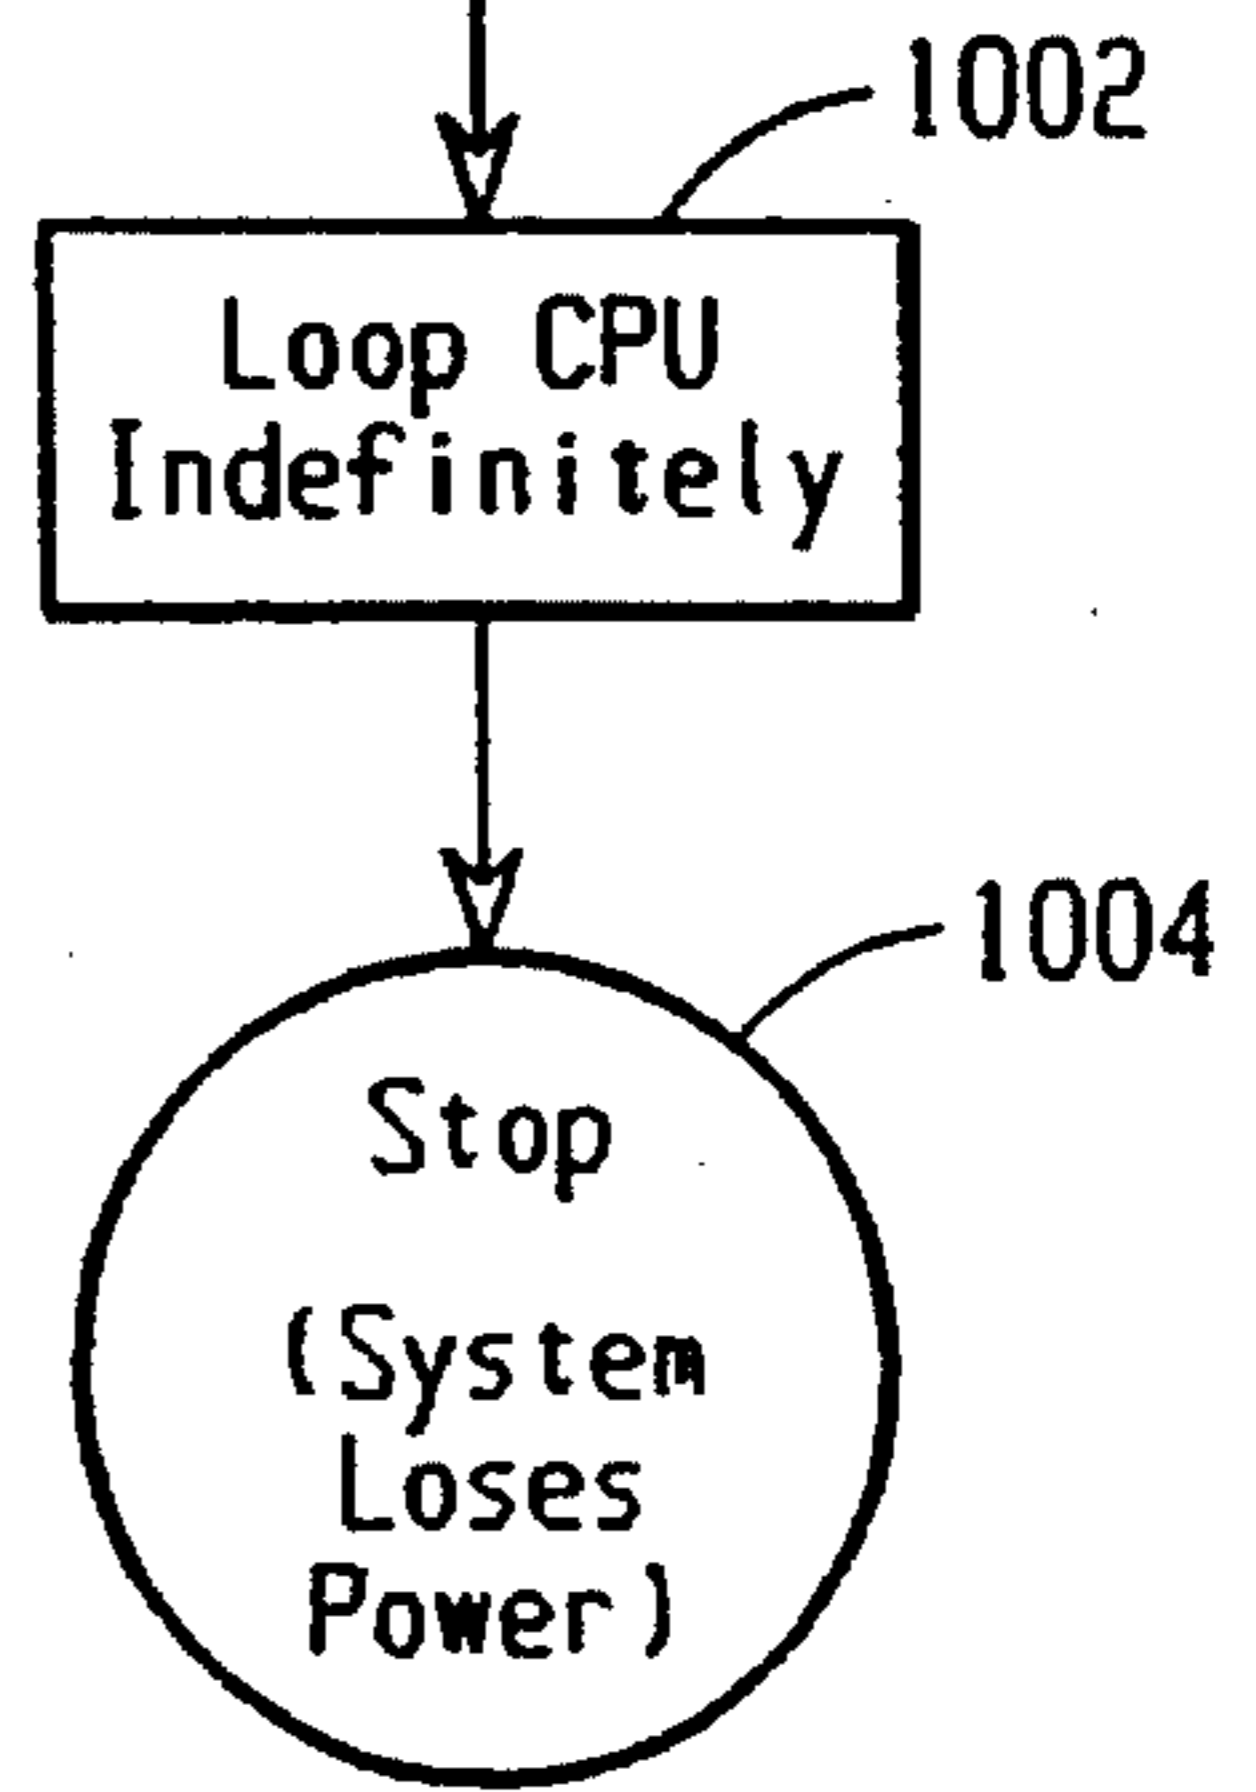 1002
Loop CPU
Indefinitely
1004
Stop
(System
Loses
Power)